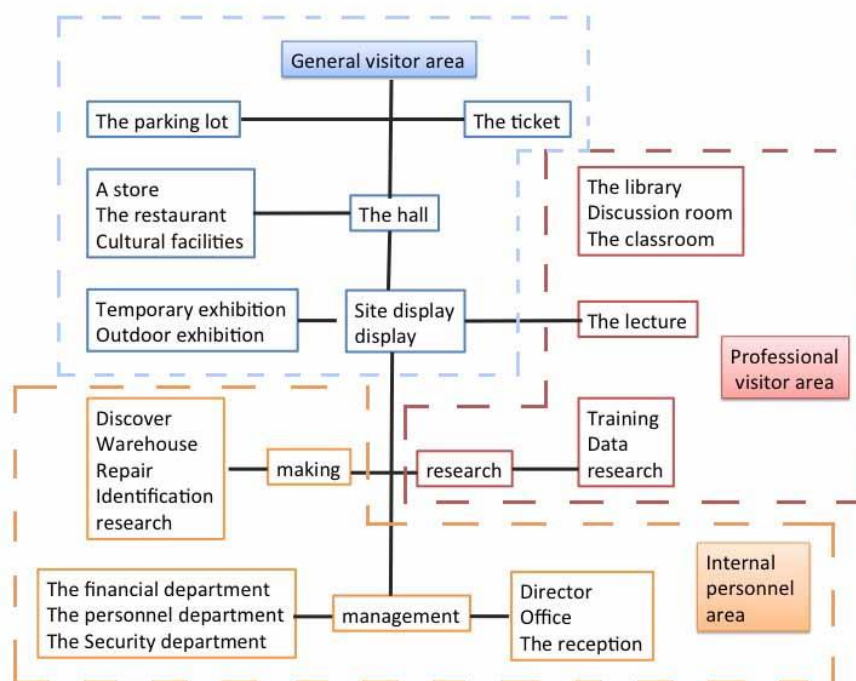 General visitor area
The parking lot
The ticket
A store
The restaurant
Cultural facilities
The hall
The library
Discussion room
The classroom
Temporary exhibition
Outdoor exhibition
Site display
display
The lecture
Professional
visitor area
Discover
Warehouse
Repair
Identification
research
making
research
Training
Data
research
Internal
personnel
area
The financial department
The personnel department
The Security department
management
Director
Office
The reception